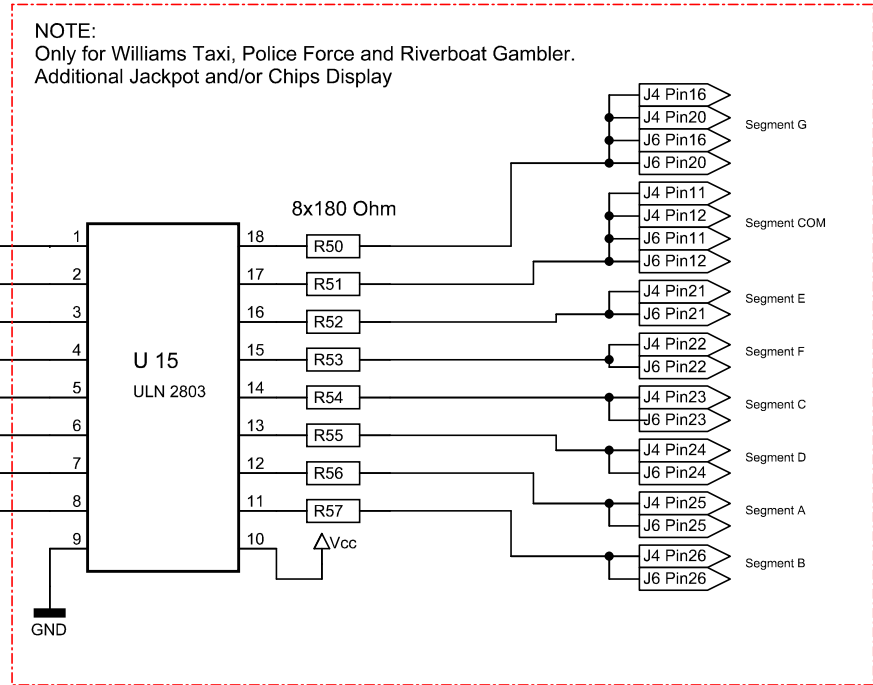 NOTE:
Only for Williams Taxi, Police Force and Riverboat Gambler.
Additional Jackpot and/or Chips Display
J4 Pin16
J4 Pin20
J6 Pin16
J6 Pin20
Segment G
8x180 Ohm
J4 Pin11
J4 Pin12
J6 Pin11
J6 Pin12
Segment COM
1
18
R50
2
17
R51
J4 Pin21
J6 Pin21
Segment E
3
16
R52
4
15
R53
J4 Pin22
J6 Pin22
Segment F
U 15
ULN 2803
5
14
R54
J4 Pin23
J6 Pin23
Segment C
6
13
R55
J4 Pin24
J6 Pin24
Segment D
7
12
R56
J4 Pin25
J6 Pin25
Segment A
8
11
R57
9
10
Vcc
J4 Pin26
J6 Pin26
Segment B
GND